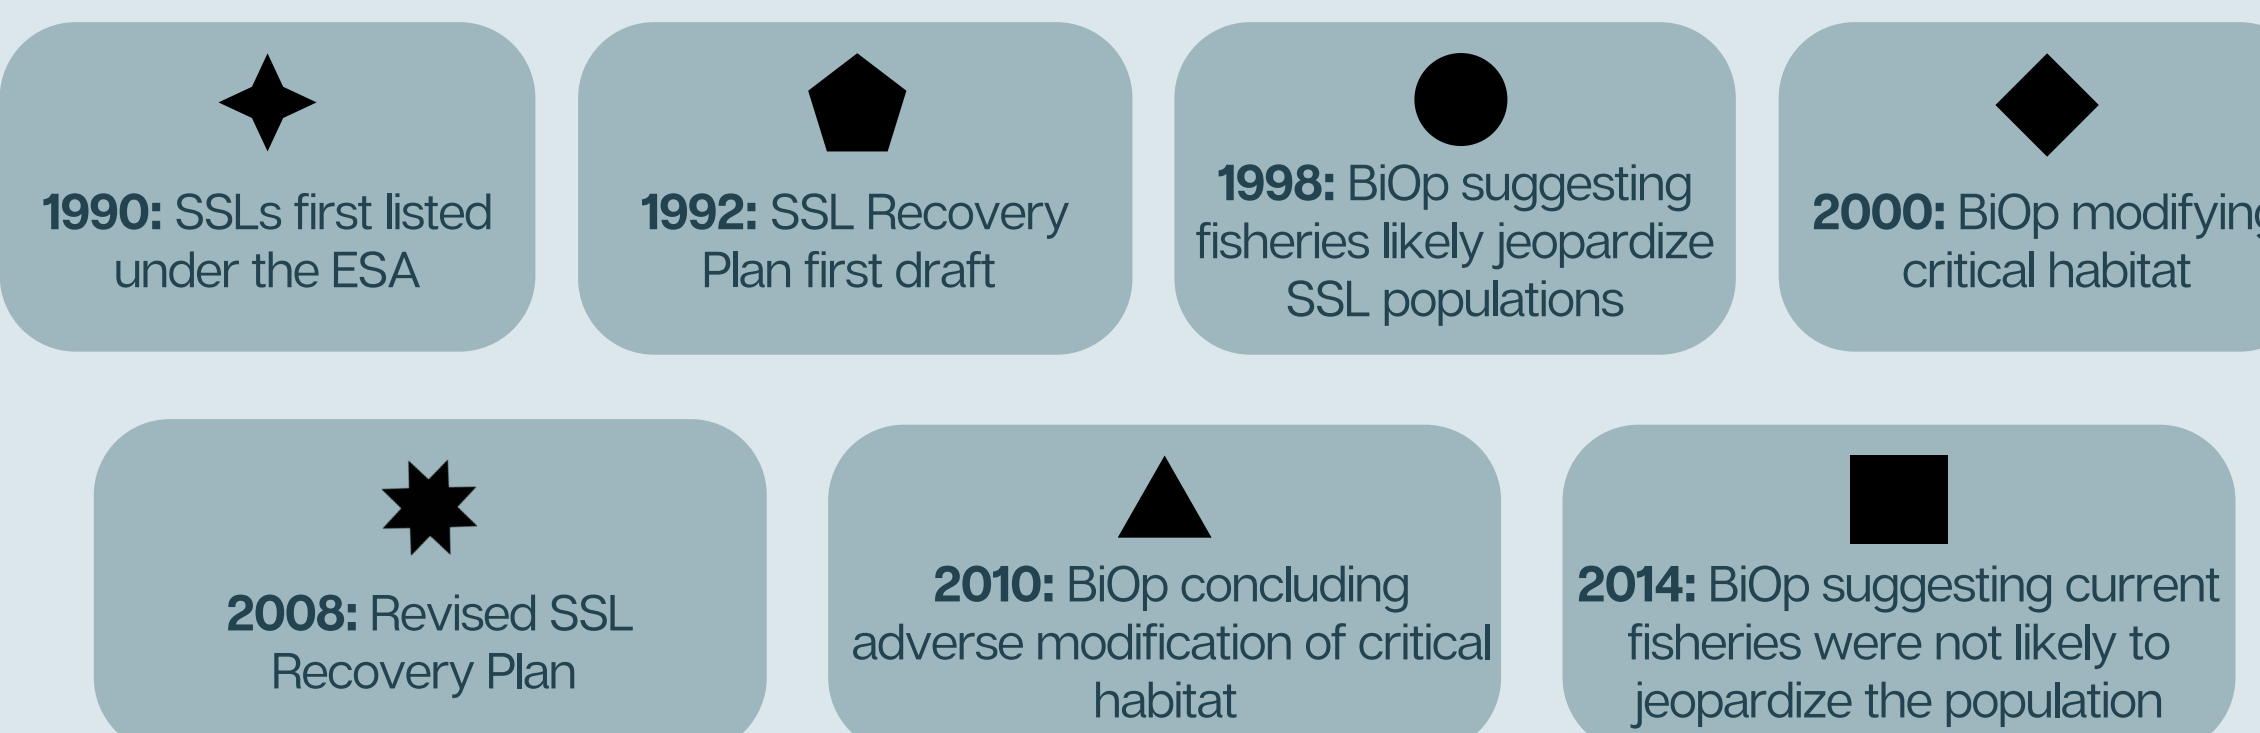 1990: SSLs first listed
under the ESA
1992: SSL Recovery
Plan first draft
1998: BiOp suggesting
fisheries likely jeopardize
SSL populations
2000: BiOp modifying
critical habitat
2008: Revised SSL
Recovery Plan
2010: BiOp concluding
adverse modification of critical
habitat
2014: BiOp suggesting current
fisheries were not likely to
jeopardize the population